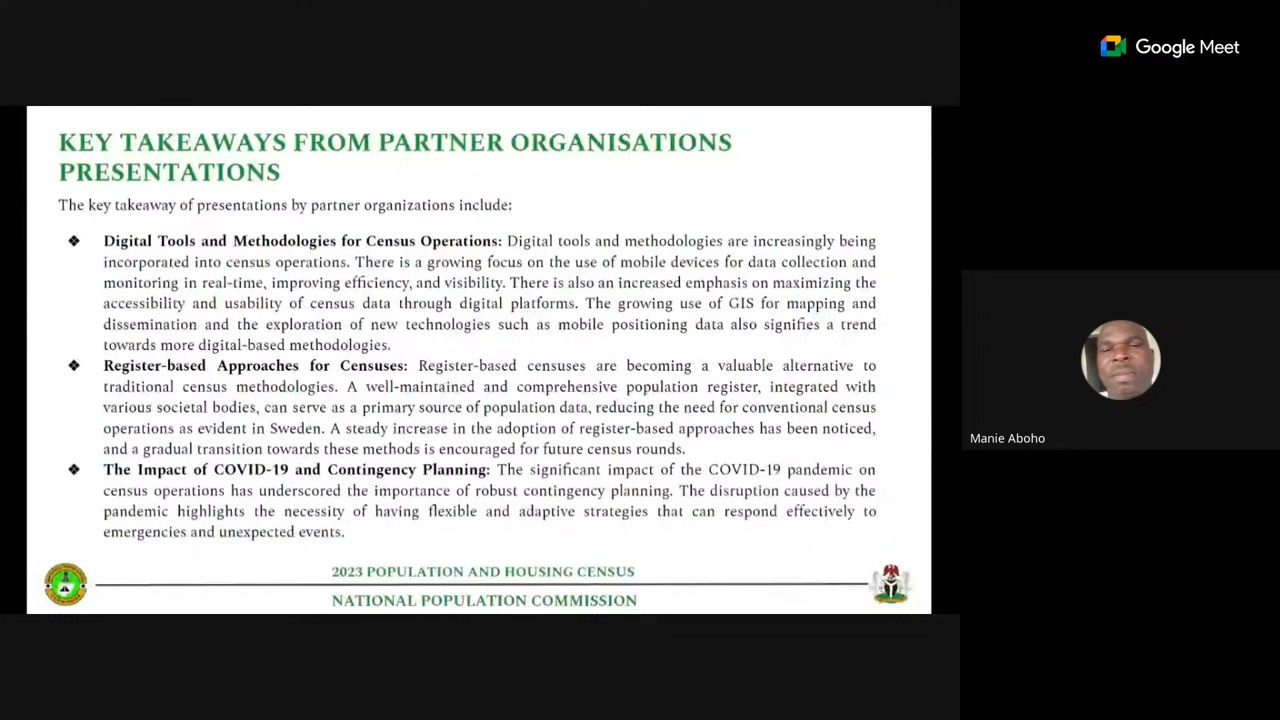 Google Meet
KEY TAKEAWAYS FROM PARTNER ORGANISATIONS
PRESENTATIONS
The key takeaway of presentations by partner organizations include:
❖ Digital Tools and Methodologies for Census Operations: Digital tools and methodologies are increasingly being
incorporated into census operations. There is a growing focus on the use of mobile devices for data collection and
monitoring in real-time, improving efficiency, and visibility. There is also an increased emphasis on maximizing the
accessibility and usability of census data through digital platforms. The growing use of GIS for mapping and
dissemination and the exploration of new technologies such as mobile positioning data also signifies a trend
towards more digital-based methodologies.
❖ Register-based Approaches for Censuses: Register-based censuses are becoming a valuable alternative to
traditional census methodologies. A well-maintained and comprehensive population register, integrated with
various societal bodies, can serve as a primary source of population data, reducing the need for conventional census
operations as evident in Sweden. A steady increase in the adoption of register-based approaches has been noticed,
and a gradual transition towards these methods is encouraged for future census rounds.
❖ The Impact of COVID-19 and Contingency Planning: The significant impact of the COVID-19 pandemic on
census operations has underscored the importance of robust contingency planning. The disruption caused by the
pandemic highlights the necessity of having flexible and adaptive strategies that can respond effectively to
emergencies and unexpected events.
2023 POPULATION AND HOUSING CENSUS
NATIONAL POPULATION COMMISSION
Manie Aboho